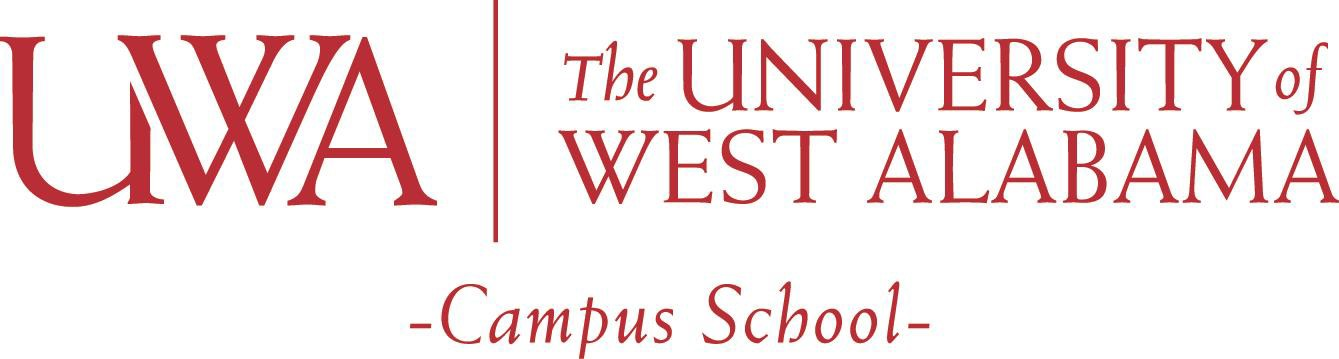 UWA
The UNIVERSITY of
WEST ALABAMA
-Campus School-